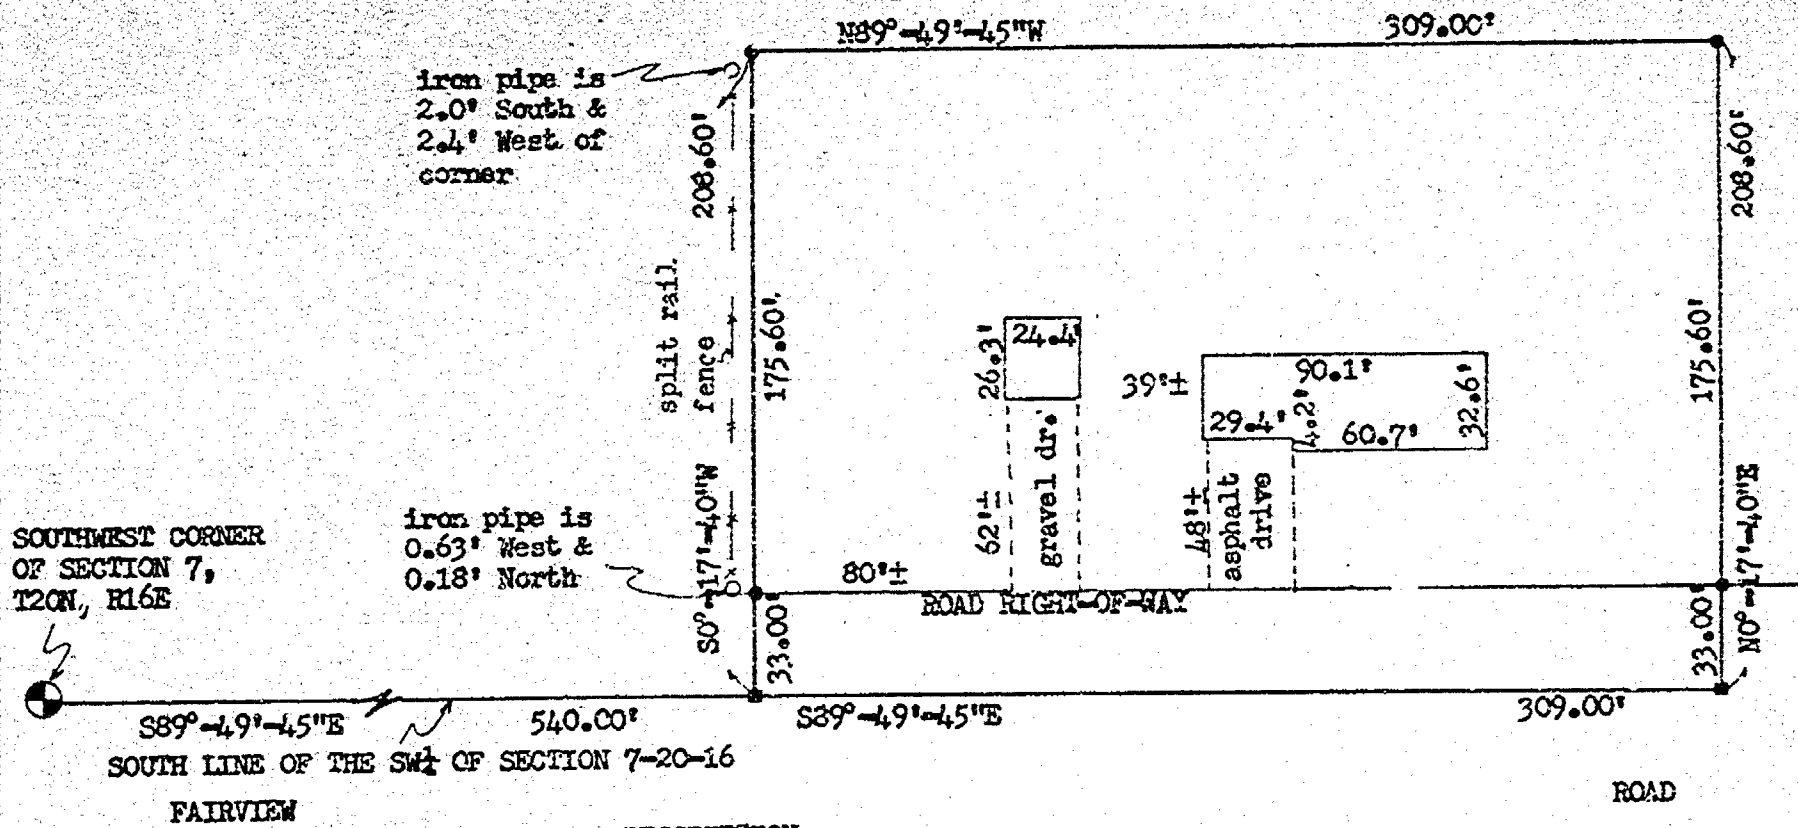 N89°-49'-45"W
309.00'
iron pipe is
2.0' South &
2.4' West of
corner
208.60'
208.60'
split rail
fence
175.60'
26.3'
24.4'
39'±
90.1'
29.4'
4.2'
60.7'
32.6'
175.60'
gravel dr.
62'±
48'±
asphalt
drive
S0°-17'-40"W
N0°-17'-40"E
iron pipe is
0.63' West &
0.18' North
80'±
ROAD RIGHT-OF-WAY
33.00'
33.00'
SOUTHWEST CORNER
OF SECTION 7,
T20N, R16E
S89°-49'-45"E
540.00'
S89°-49'-45"E
309.00'
SOUTH LINE OF THE SW¼ OF SECTION 7-20-16
FAIRVIEW
ROAD